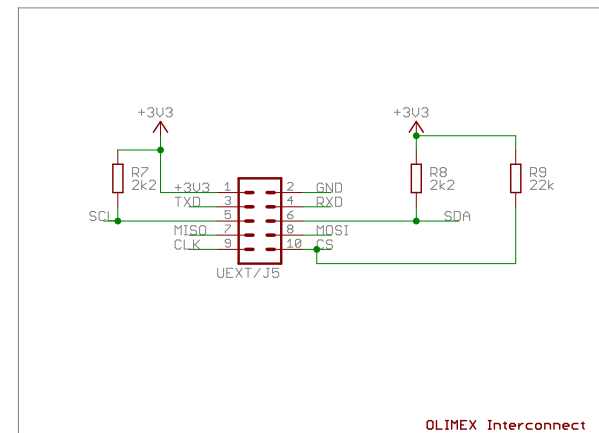 +3V3
+3V3
R7
2k2
R8
2k2
R9
22k
+3V3 1 2 GND
TXD 3 4 RXD
SCL 5 6 SDA
MISO 7 8 MOSI
CLK 9 10 CS
UEXT/J5
OLIMEX Interconnect